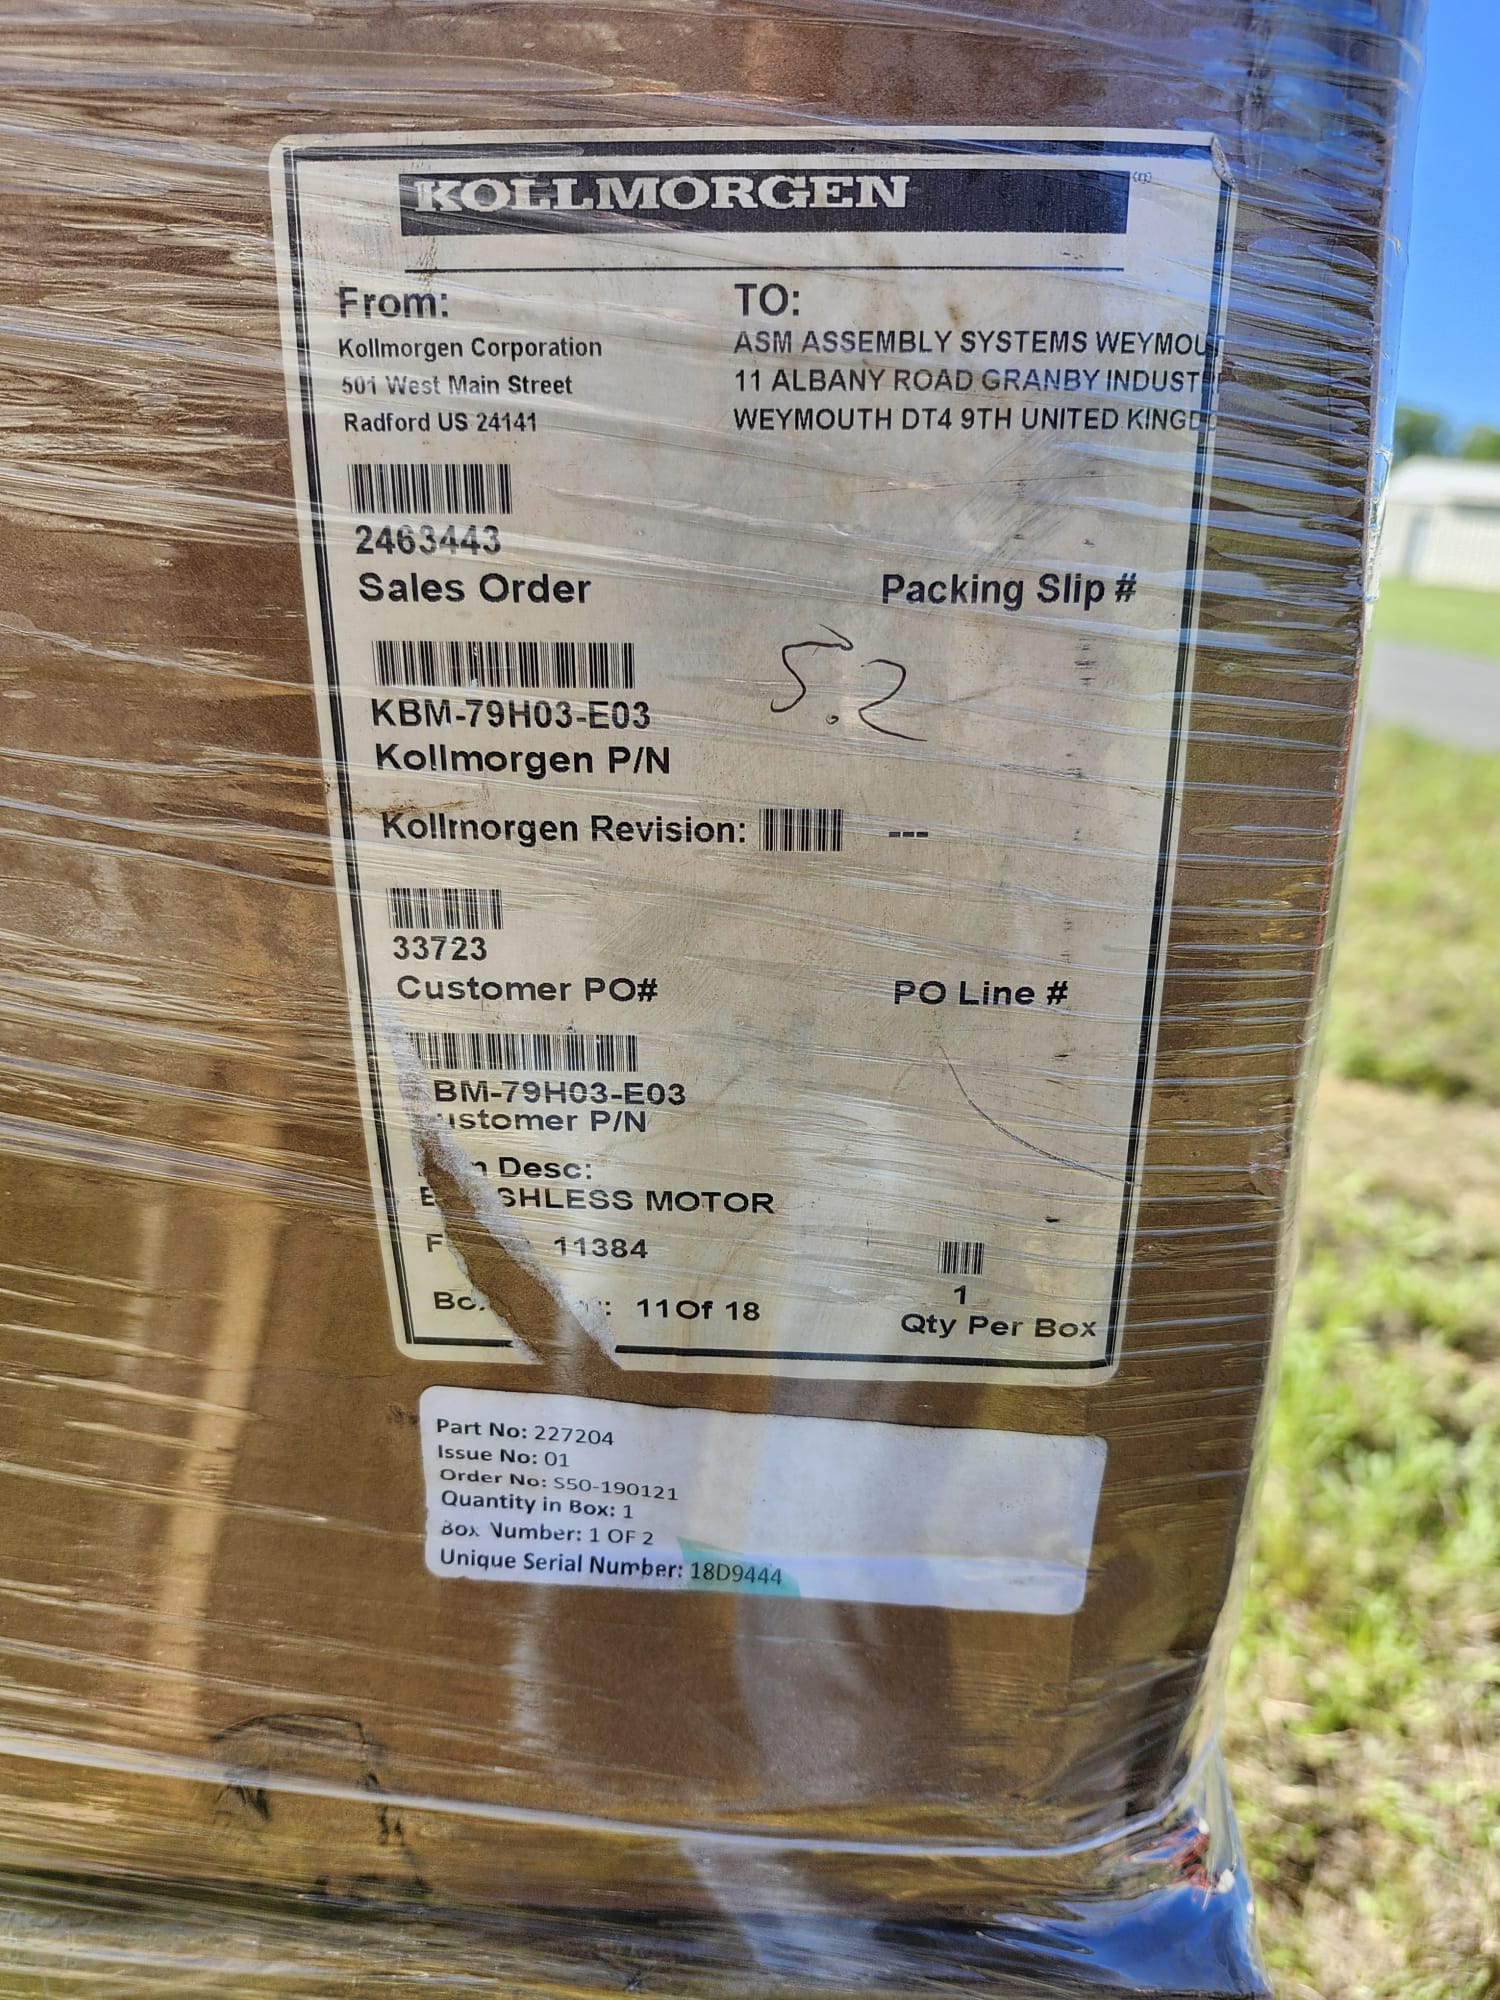 KOLLMORGEN
From:
Kollmorgen Corporation
501 West Main Street
Radford US 24141
TO:
ASM ASSEMBLY SYSTEMS WEYMOU
11 ALBANY ROAD GRANBY INDUST
WEYMOUTH DT4 9TH UNITED KINGD
2463443
Sales Order
Packing Slip #
5.2
KBM-79H03-E03
Kollmorgen P/N
Kollmorgen Revision: ---
33723
Customer PO#
PO Line #
BM-79H03-E03
ustomer P/N
Desc:
SHLESS MOTOR
11384
11Of 18
1
Qty Per Box
Part No: 227204
Issue No: 01
Order No: S50-190121
Quantity in Box: 1
Box Number: 1 OF 2
Unique Serial Number: 18D9444